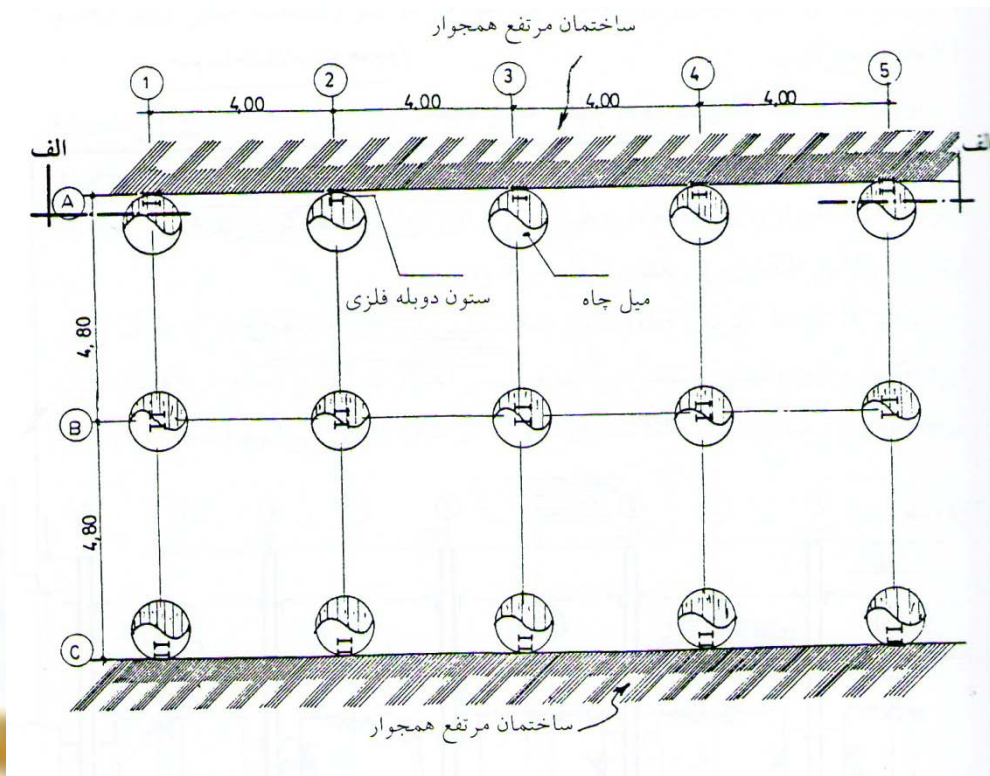 ساختمان مرتفع همجوار
1 2 3 4 5
4,00 4,00 4,00 4,00
الف الف
A
ستون دوبله فلزی
میل چاه
4,80
B
4,80
C
ساختمان مرتفع همجوار